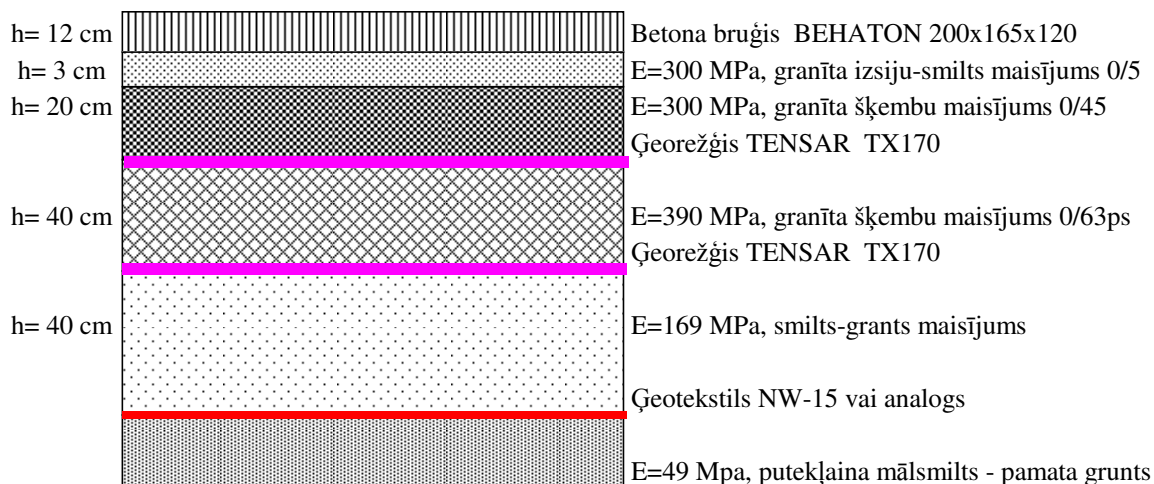 h= 12 cm Betona bruģis BEHATON 200x165x120
h= 3 cm E=300 MPa, granīta izsiju-smilts maisījums 0/5
h= 20 cm E=300 MPa, granīta šķembu maisījums 0/45
Ģeorežģis TENSAR TX170
h= 40 cm E=390 MPa, granīta šķembu maisījums 0/63ps
Ģeorežģis TENSAR TX170
h= 40 cm E=169 MPa, smilts-grants maisījums
Ģeotekstils NW-15 vai analogs
E=49 Mpa, putekļaina mālsmilts - pamata grunts